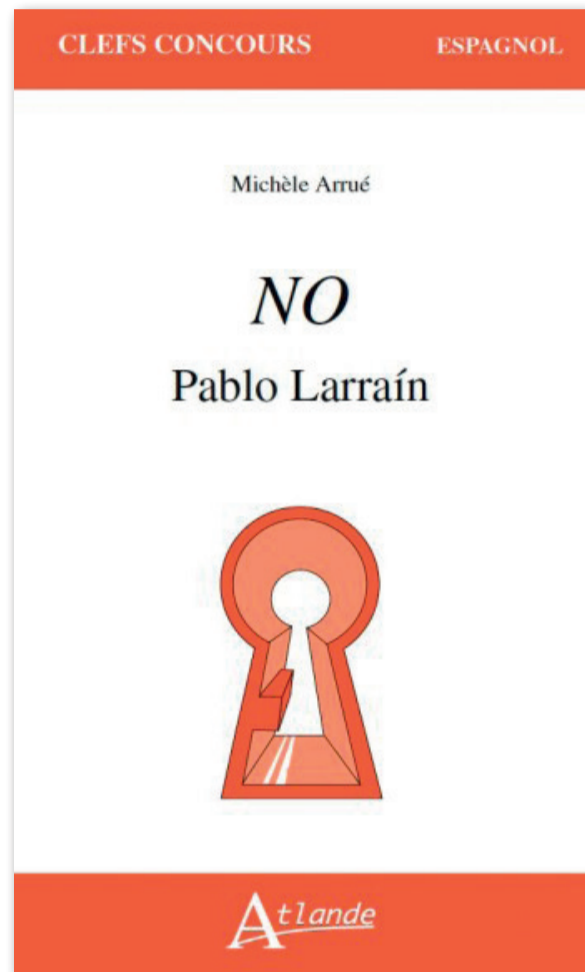 CLEFS CONCOURS ESPAGNOL
Michèle Arrué
NO
Pablo Larraín
Atlande